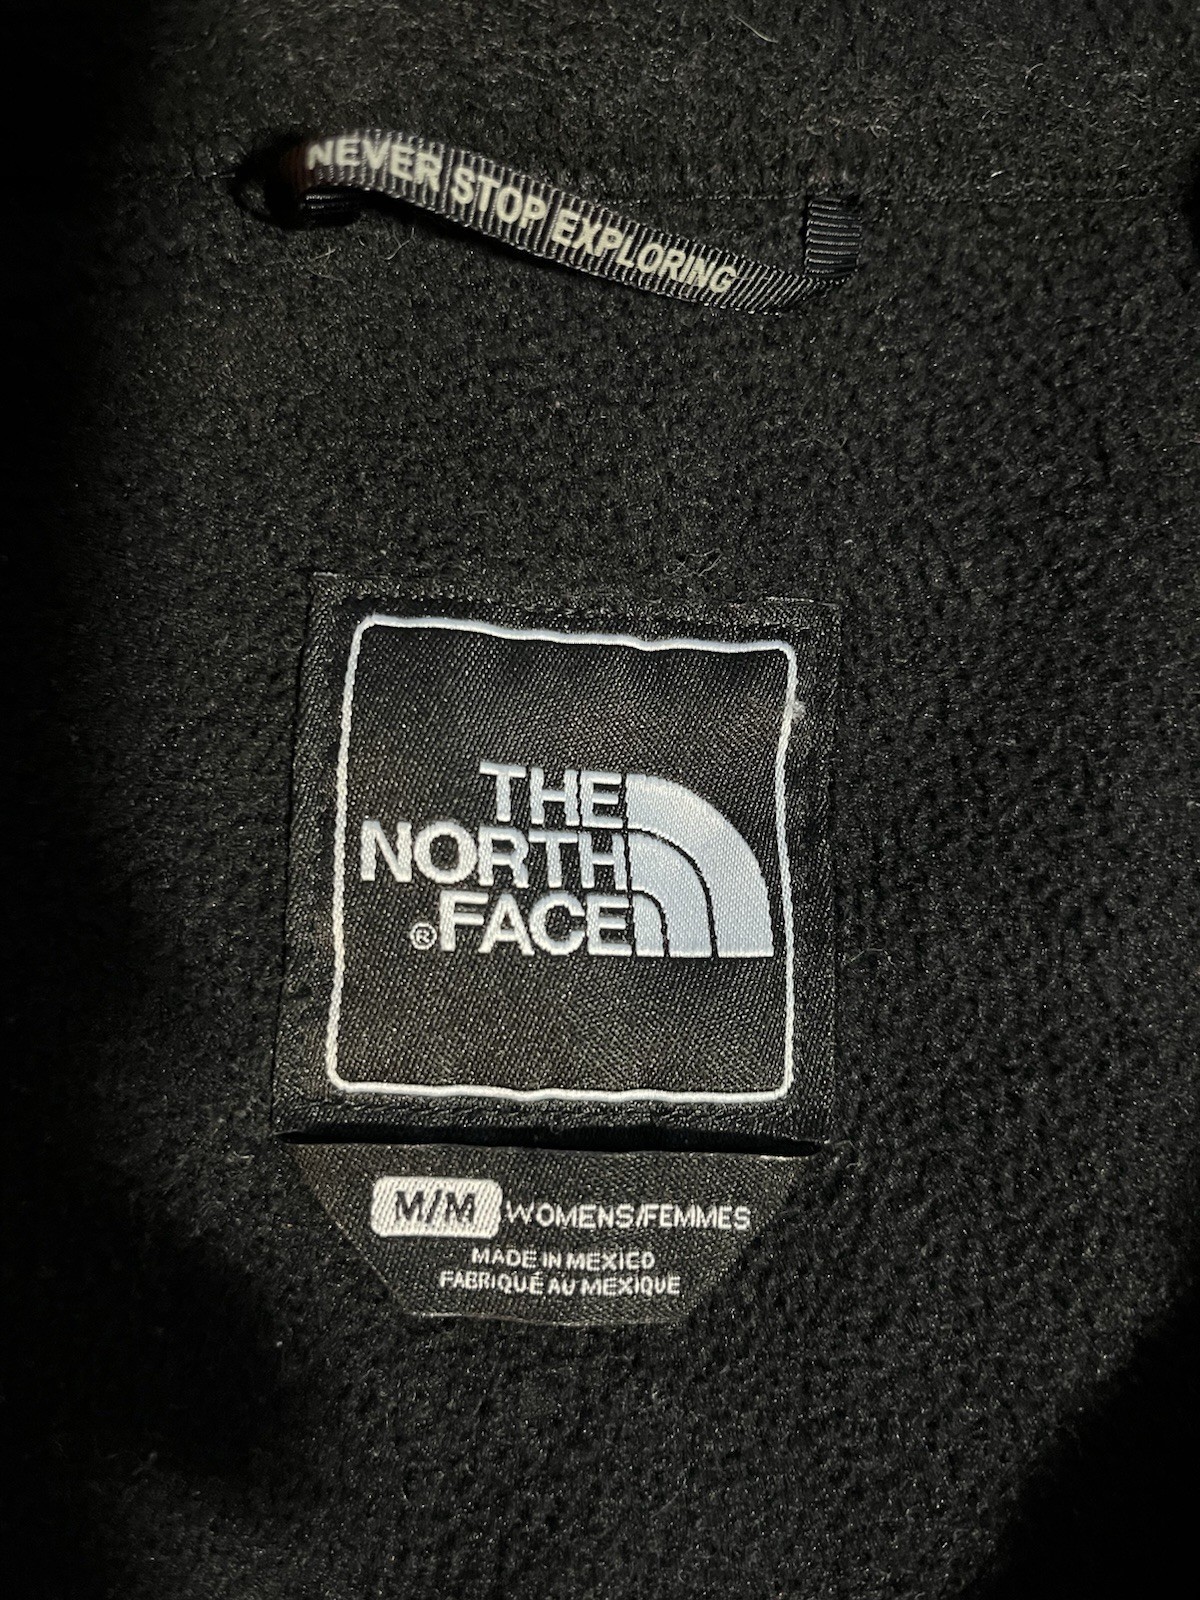 NEVER STOP EXPLORING
THE
NORTH
®FACE
M/M WOMENS/FEMMES
MADE IN MEXICO
FABRIQUÉ AU MEXIQUE